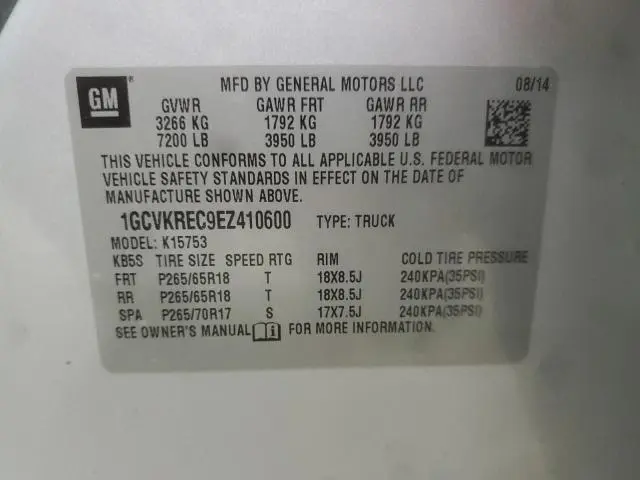 GM ®
MFD BY GENERAL MOTORS LLC 08/14
GVWR GAWR FRT GAWR RR
3266 KG 1792 KG 1792 KG
7200 LB 3950 LB 3950 LB
THIS VEHICLE CONFORMS TO ALL APPLICABLE U.S. FEDERAL MOTOR
VEHICLE SAFETY STANDARDS IN EFFECT ON THE DATE OF
MANUFACTURE SHOWN ABOVE.
1GCVKREC9EZ410600 TYPE: TRUCK
MODEL: K15753
KB5S TIRE SIZE SPEED RTG RIM COLD TIRE PRESSURE
FRT P265/65R18 T 18X8.5J 240KPA(35PSI)
RR P265/65R18 T 18X8.5J 240KPA(35PSI)
SPA P265/70R17 S 17X7.5J 240KPA(35PSI)
SEE OWNER'S MANUAL i FOR MORE INFORMATION.